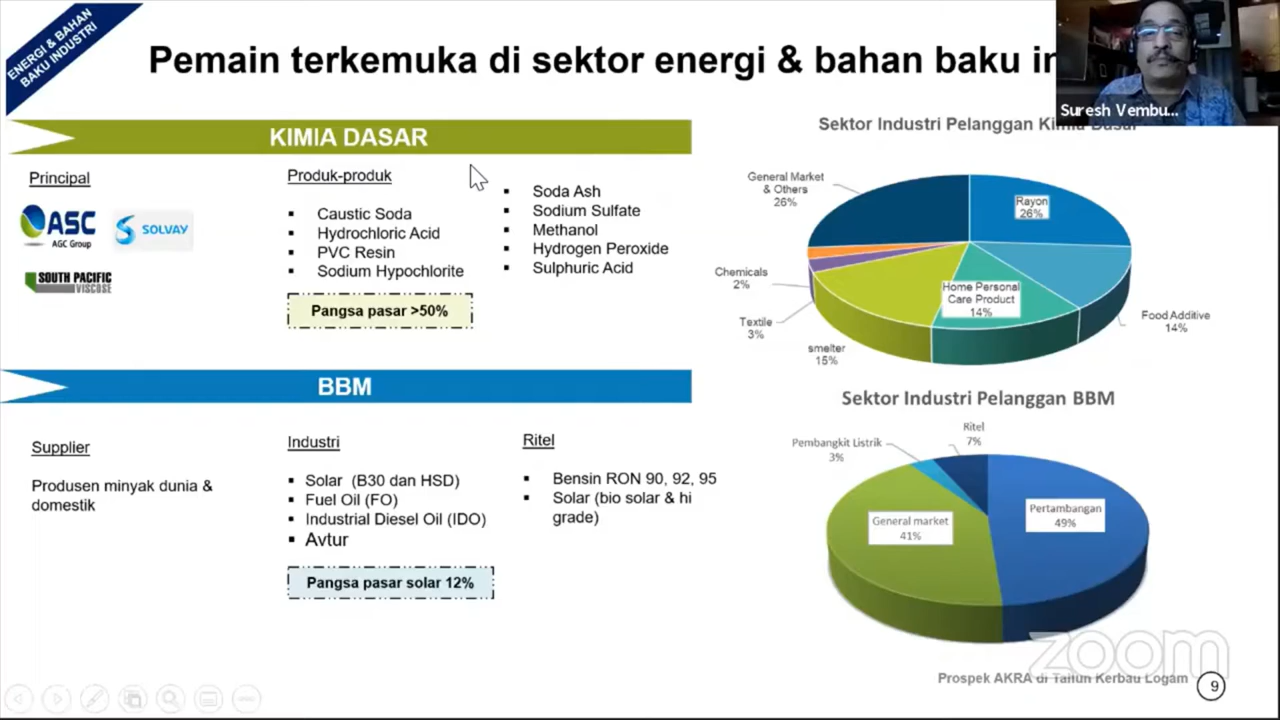 ENERGI & BAHAN
BAKU INDUSTRI
Pemain terkemuka di sektor energi & bahan baku
Suresh Vembu...
KIMIA DASAR
Principal
ASC
AGC Group
SOLVAY
SOUTH PACIFIC
VISCOSE
Produk-produk
▪ Caustic Soda
▪ Hydrochloric Acid
▪ PVC Resin
▪ Sodium Hypochlorite
▪ Soda Ash
▪ Sodium Sulfate
▪ Methanol
▪ Hydrogen Peroxide
▪ Sulphuric Acid
Pangsa pasar >50%
Sektor Industri Pelanggan Kimia Dasar
General Market
& Others
26%
Rayon
26%
Chemicals
2%
Home Personal
Care Product
14%
Textile
3%
Food Additive
14%
smelter
15%
BBM
Supplier
Produsen minyak dunia &
domestik
Industri
▪ Solar (B30 dan HSD)
▪ Fuel Oil (FO)
▪ Industrial Diesel Oil (IDO)
▪ Avtur
Ritel
▪ Bensin RON 90, 92, 95
▪ Solar (bio solar & hi
grade)
Pangsa pasar solar 12%
Sektor Industri Pelanggan BBM
Ritel
7%
Pembangkit Listrik
3%
Pertambangan
49%
General market
41%
zoom
Prospek AKRA di Tahun Kerbau Logam
9